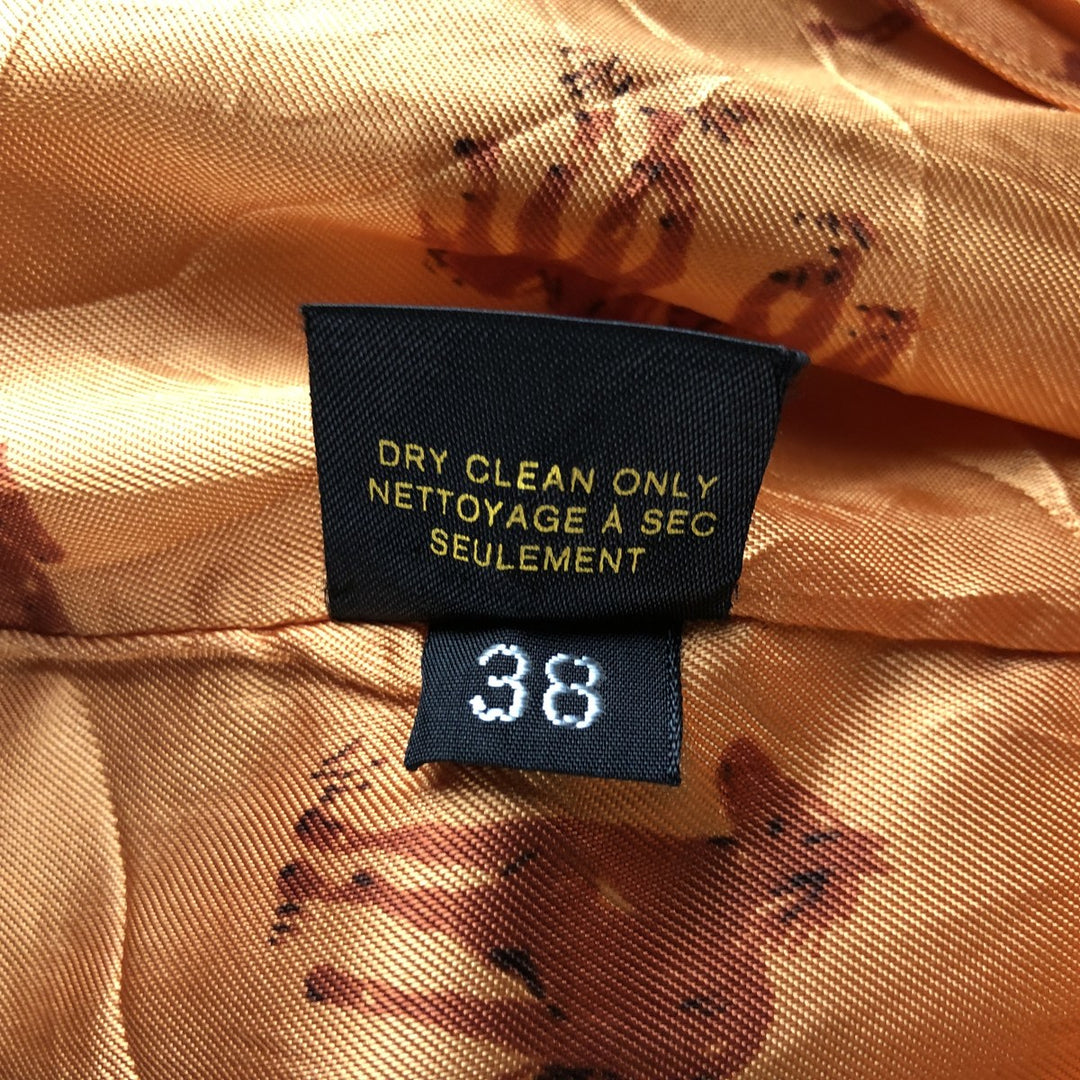 DRY CLEAN ONLY
NETTOYAGE À SEC
SEULEMENT
38